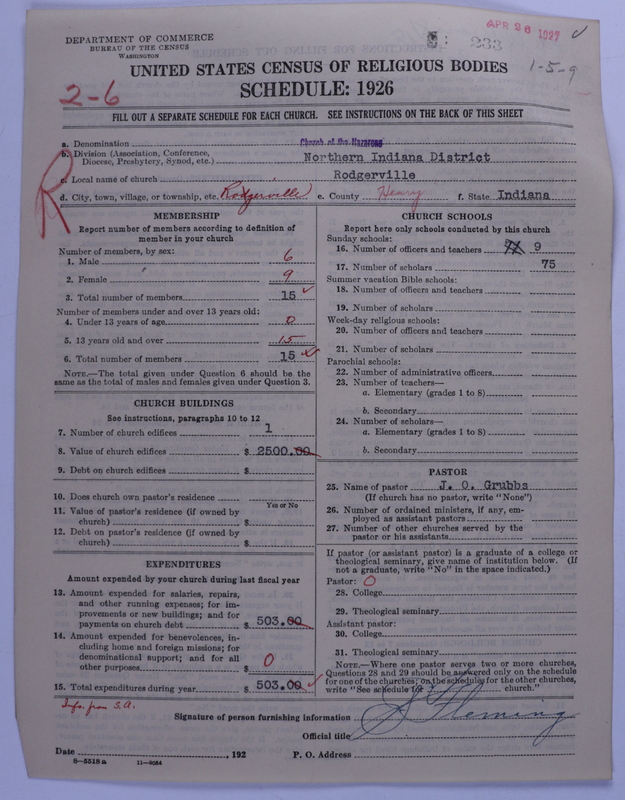 APR 28 1927
DEPARTMENT OF COMMERCE
BUREAU OF THE CENSUS
WASHINGTON
233
1-5-9
UNITED STATES CENSUS OF RELIGIOUS BODIES
2-6
SCHEDULE: 1926
FILL OUT A SEPARATE SCHEDULE FOR EACH CHURCH. SEE INSTRUCTIONS ON THE BACK OF THIS SHEET
R
a. Denomination Church of the Nazarene
b. Division (Association, Conference, Diocese, Presbytery, Synod, etc.) Northern Indiana District
c. Local name of church Rodgerville
d. City, town, village, or township, etc. Rodgerville e. County Henry f. State Indiana
MEMBERSHIP
Report number of members according to definition of
member in your church
Number of members, by sex:
1. Male 6
2. Female 9
3. Total number of members 15
Number of members under and over 13 years old:
4. Under 13 years of age 0
5. 13 years old and over 15
6. Total number of members 15
NOTE.—The total given under Question 6 should be the
same as the total of males and females given under Question 3.
CHURCH BUILDINGS
See instructions, paragraphs 10 to 12
7. Number of church edifices 1
8. Value of church edifices $ 2500.00
9. Debt on church edifices $
10. Does church own pastor's residence
Yes or No
11. Value of pastor's residence (if owned by
church) $
12. Debt on pastor's residence (if owned by
church) $
EXPENDITURES
Amount expended by your church during last fiscal year
13. Amount expended for salaries, repairs,
and other running expenses; for im-
provements or new buildings; and for
payments on church debt $ 503.00
14. Amount expended for benevolences, in-
cluding home and foreign missions; for
denominational support; and for all
other purposes $ 0
15. Total expenditures during year $ 503.00
Info. from S.A.
CHURCH SCHOOLS
Report here only schools conducted by this church
Sunday schools:
16. Number of officers and teachers 9
17. Number of scholars 75
Summer vacation Bible schools:
18. Number of officers and teachers
19. Number of scholars
Week-day religious schools:
20. Number of officers and teachers
21. Number of scholars
Parochial schools:
22. Number of administrative officers
23. Number of teachers—
a. Elementary (grades 1 to 8)
b. Secondary
24. Number of scholars—
a. Elementary (grades 1 to 8)
b. Secondary
PASTOR
25. Name of pastor J. O. Grubbs
(If church has no pastor, write "None")
26. Number of ordained ministers, if any, em-
ployed as assistant pastors
27. Number of other churches served by the
pastor or his assistants
If pastor (or assistant pastor) is a graduate of a college or
theological seminary, give name of institution below. (If
not a graduate, write "No" in the space indicated.)
Pastor: 0
28. College
29. Theological seminary
Assistant pastor:
30. College
31. Theological seminary
NOTE.—Where one pastor serves two or more churches,
Questions 28 and 29 should be answered only on the schedule
for one of the churches; on the schedules for the other churches,
write "See schedule for church."
Signature of person furnishing information Fleming
Official title
Date , 192 P. O. Address
8—5518 a 11—9054